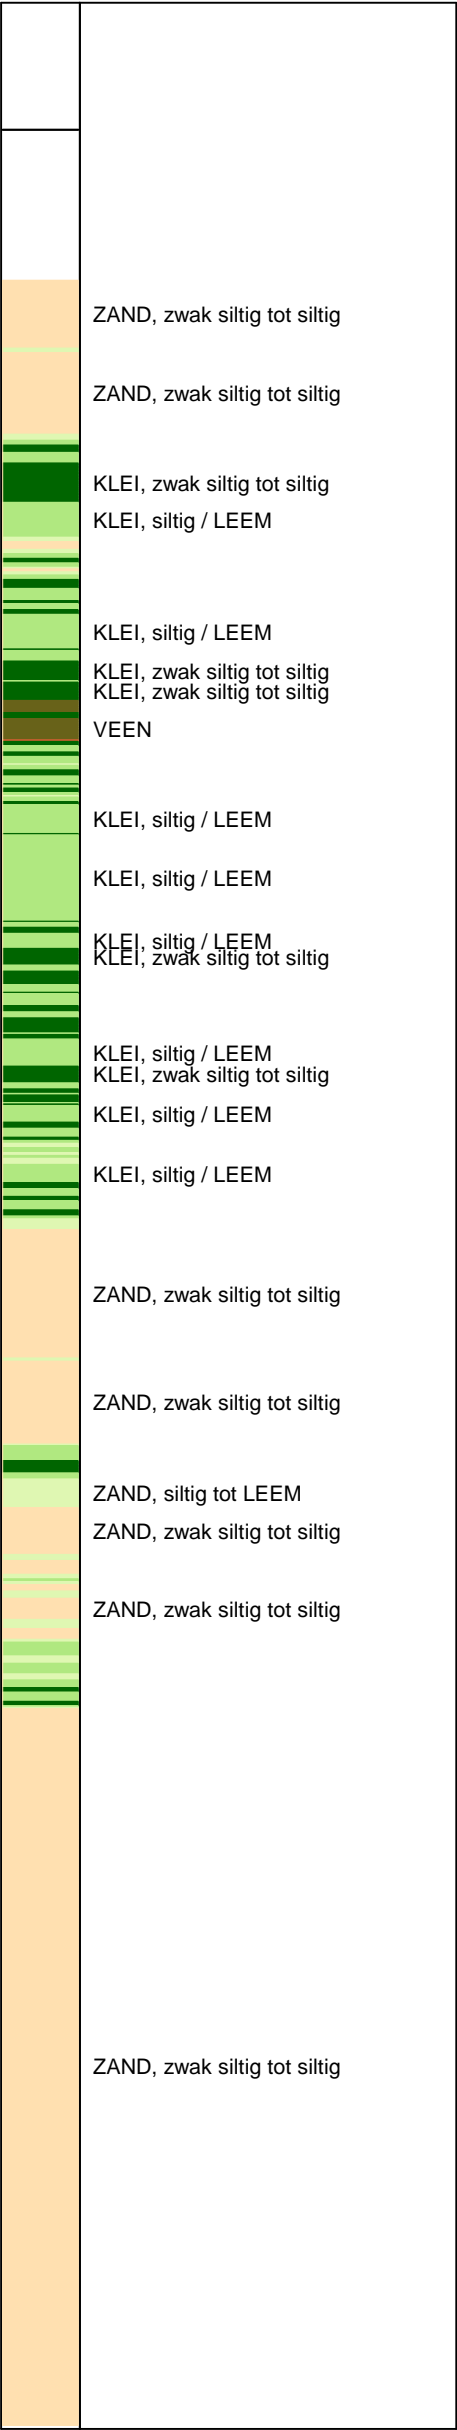 ZAND, zwak siltig tot siltig
ZAND, zwak siltig tot siltig
KLEI, zwak siltig tot siltig
KLEI, siltig / LEEM
KLEI, siltig / LEEM
KLEI, zwak siltig tot siltig
KLEI, zwak siltig tot siltig
VEEN
KLEI, siltig / LEEM
KLEI, siltig / LEEM
KLEI, siltig / LEEM
KLEI, zwak siltig tot siltig
KLEI, siltig / LEEM
KLEI, zwak siltig tot siltig
KLEI, siltig / LEEM
KLEI, siltig / LEEM
ZAND, zwak siltig tot siltig
ZAND, zwak siltig tot siltig
ZAND, siltig tot LEEM
ZAND, zwak siltig tot siltig
ZAND, zwak siltig tot siltig
ZAND, zwak siltig tot siltig